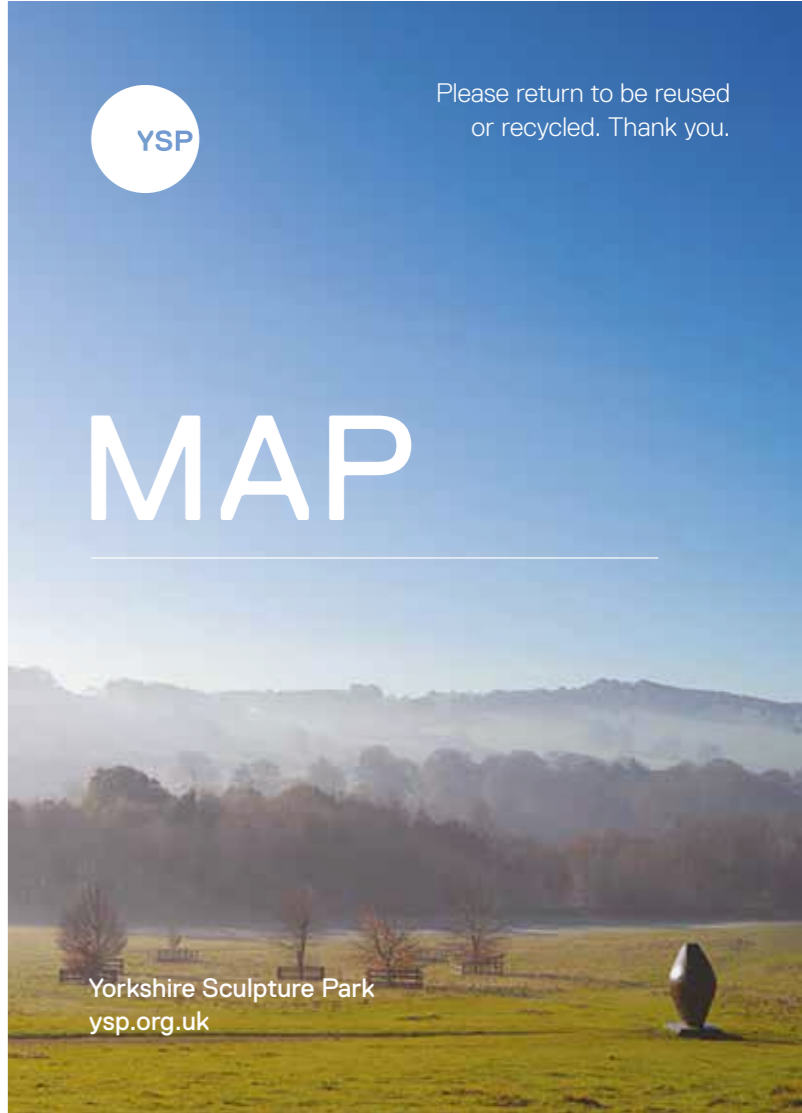 YSP
Please return to be reused
or recycled. Thank you.
MAP
Yorkshire Sculpture Park
ysp.org.uk